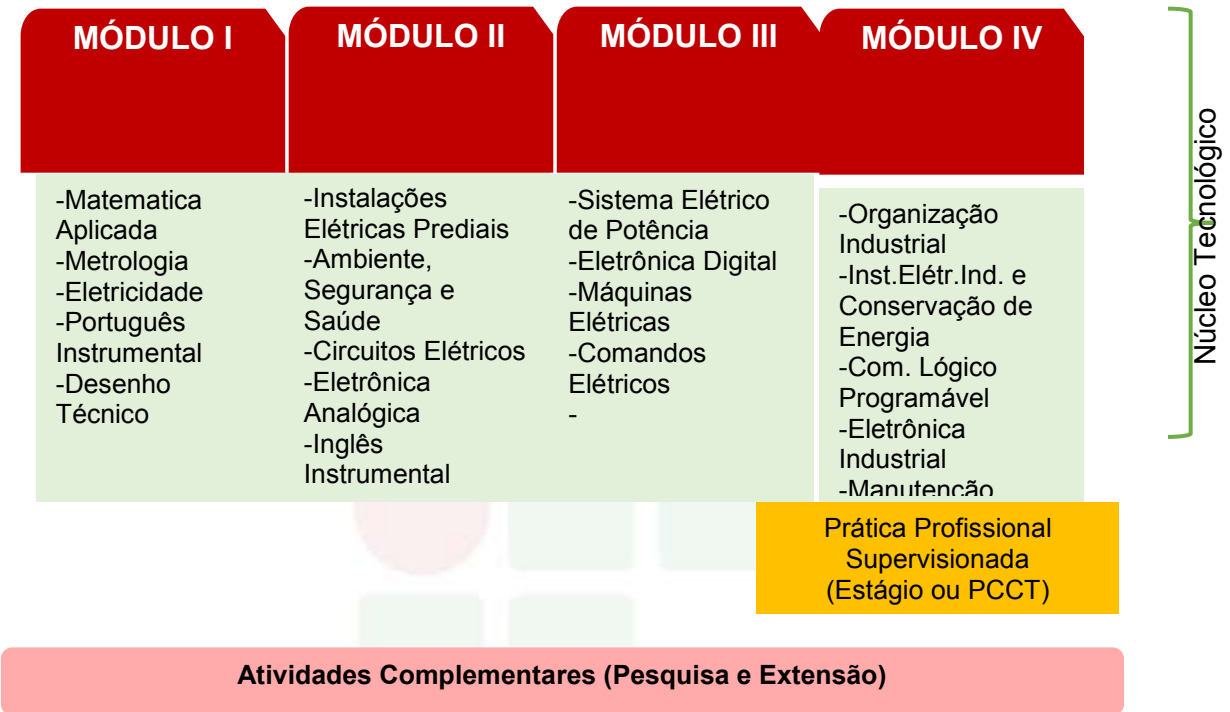 MÓDULO I
-Matematica
Aplicada
-Metrologia
-Eletricidade
-Português
Instrumental
-Desenho
Técnico
MÓDULO II
-Instalações
Elétricas Prediais
-Ambiente,
Segurança e
Saúde
-Circuitos Elétricos
-Eletrônica
Analógica
-Inglês
Instrumental
MÓDULO III
-Sistema Elétrico
de Potência
-Eletrônica Digital
-Máquinas
Elétricas
-Comandos
Elétricos
-
MÓDULO IV
-Organização
Industrial
-Inst.Elétr.Ind. e
Conservação de
Energia
-Com. Lógico
Programável
-Eletrônica
Industrial
-Manutenção
Núcleo Tecnológico
Prática Profissional
Supervisionada
(Estágio ou PCCT)
Atividades Complementares (Pesquisa e Extensão)